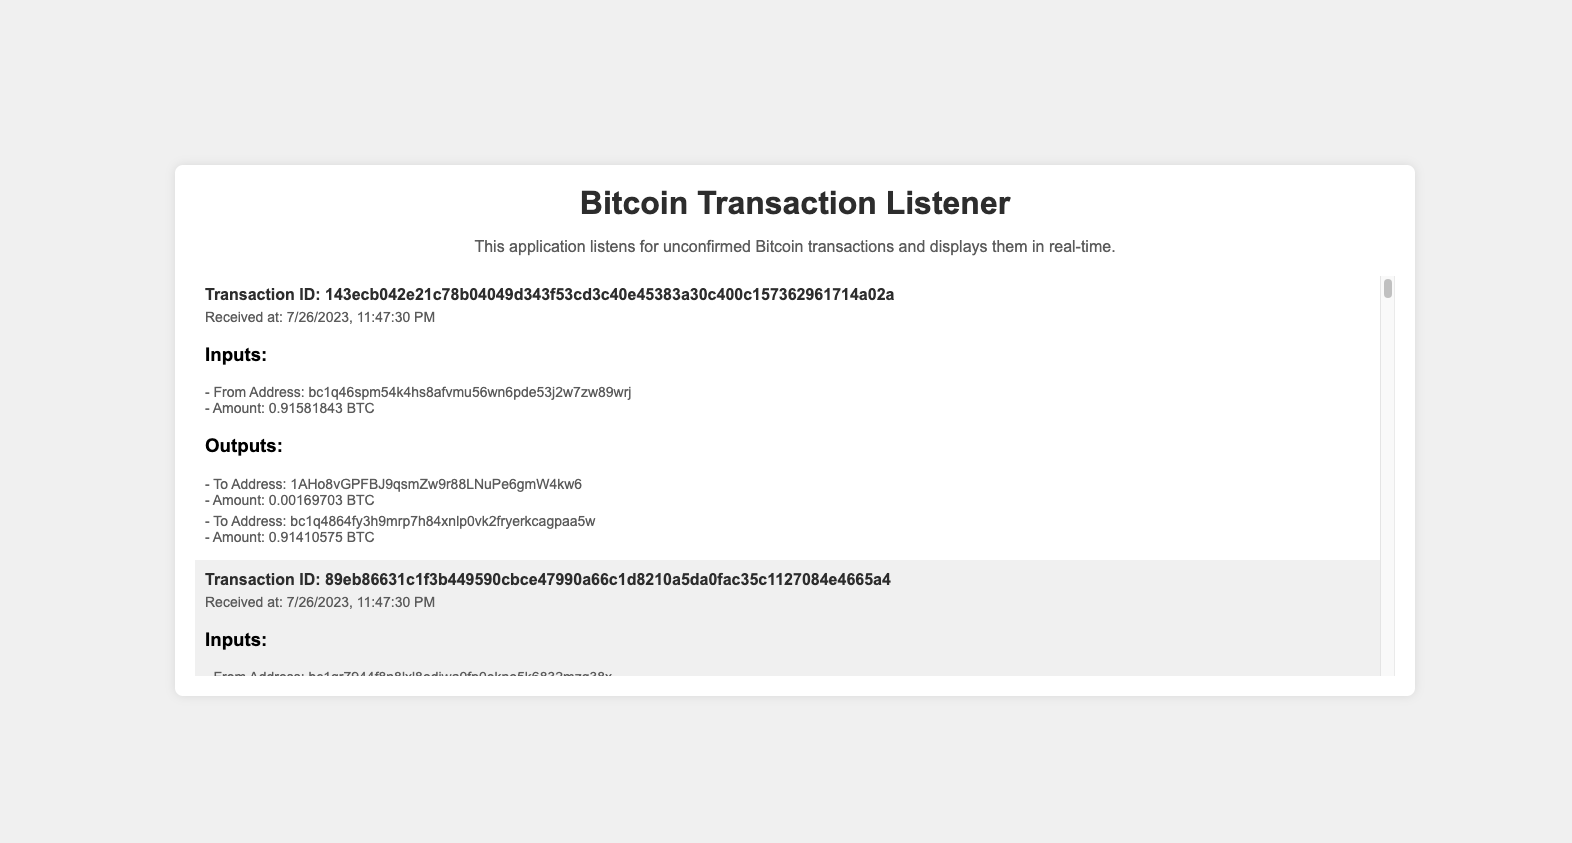 Bitcoin Transaction Listener
This application listens for unconfirmed Bitcoin transactions and displays them in real-time.
Transaction ID: 143ecb042e21c78b04049d343f53cd3c40e45383a30c400c157362961714a02a
Received at: 7/26/2023, 11:47:30 PM
Inputs:
- From Address: bc1q46spm54k4hs8afvmu56wn6pde53j2w7zw89wrj
- Amount: 0.91581843 BTC
Outputs:
- To Address: 1AHo8vGPFBJ9qsmZw9r88LNuPe6gmW4kw6
- Amount: 0.00169703 BTC
- To Address: bc1q4864fy3h9mrp7h84xnlp0vk2fryerkcagpaa5w
- Amount: 0.91410575 BTC
Transaction ID: 89eb86631c1f3b449590cbce47990a66c1d8210a5da0fac35c1127084e4665a4
Received at: 7/26/2023, 11:47:30 PM
Inputs:
- From Address: